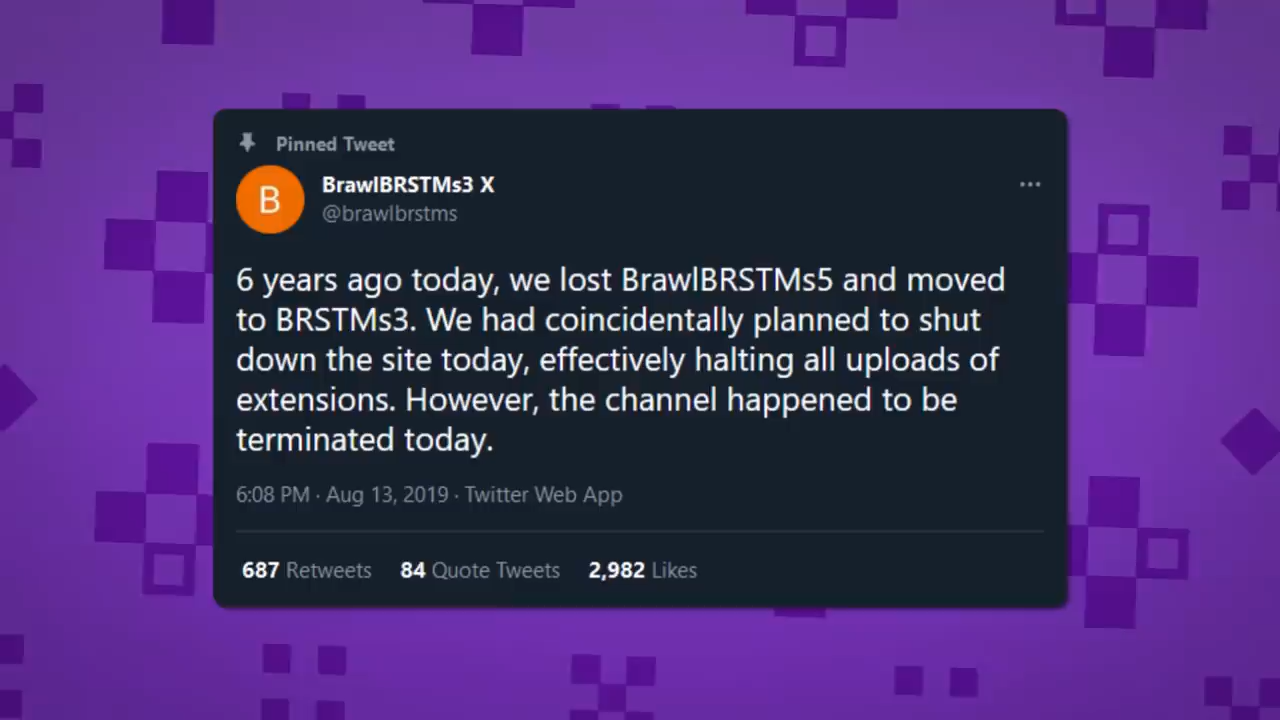 Pinned Tweet
B
BrawlBRSTMs3 X
@brawlbrstms
6 years ago today, we lost BrawlBRSTMs5 and moved
to BRSTMs3. We had coincidentally planned to shut
down the site today, effectively halting all uploads of
extensions. However, the channel happened to be
terminated today.
6:08 PM · Aug 13, 2019 · Twitter Web App
687 Retweets 84 Quote Tweets 2,982 Likes